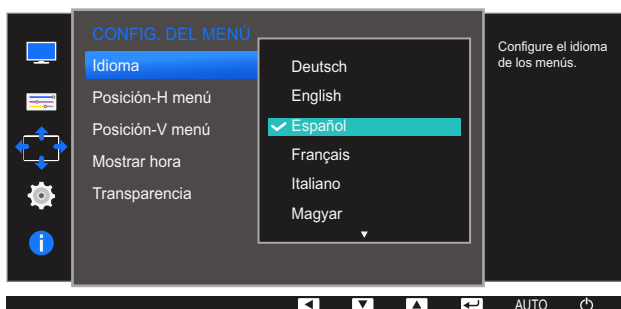 CONFIG. DEL MENÚ
Idioma
Posición-H menú
Posición-V menú
Mostrar hora
Transparencia
Deutsch
English
Español
Français
Italiano
Magyar
Configure el idioma
de los menús.
AUTO